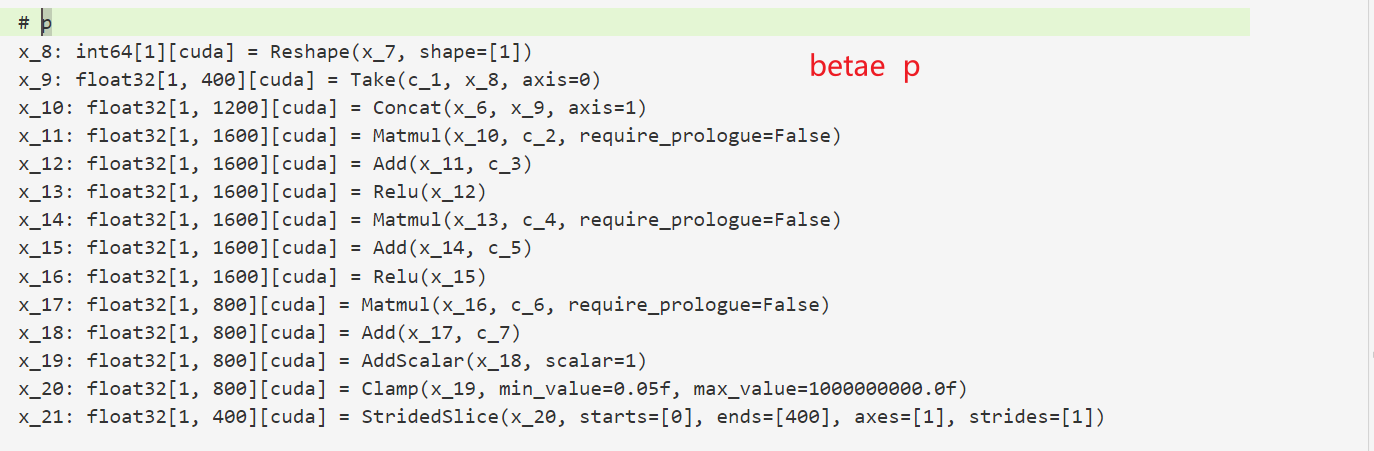 # p
x_8: int64[1][cuda] = Reshape(x_7, shape=[1])
betae p
x_9: float32[1, 400][cuda] = Take(c_1, x_8, axis=0)
x_10: float32[1, 1200][cuda] = Concat(x_6, x_9, axis=1)
x_11: float32[1, 1600][cuda] = Matmul(x_10, c_2, require_prologue=False)
x_12: float32[1, 1600][cuda] = Add(x_11, c_3)
x_13: float32[1, 1600][cuda] = Relu(x_12)
x_14: float32[1, 1600][cuda] = Matmul(x_13, c_4, require_prologue=False)
x_15: float32[1, 1600][cuda] = Add(x_14, c_5)
x_16: float32[1, 1600][cuda] = Relu(x_15)
x_17: float32[1, 800][cuda] = Matmul(x_16, c_6, require_prologue=False)
x_18: float32[1, 800][cuda] = Add(x_17, c_7)
x_19: float32[1, 800][cuda] = AddScalar(x_18, scalar=1)
x_20: float32[1, 800][cuda] = Clamp(x_19, min_value=0.05f, max_value=1000000000.0f)
x_21: float32[1, 400][cuda] = StridedSlice(x_20, starts=[0], ends=[400], axes=[1], strides=[1])